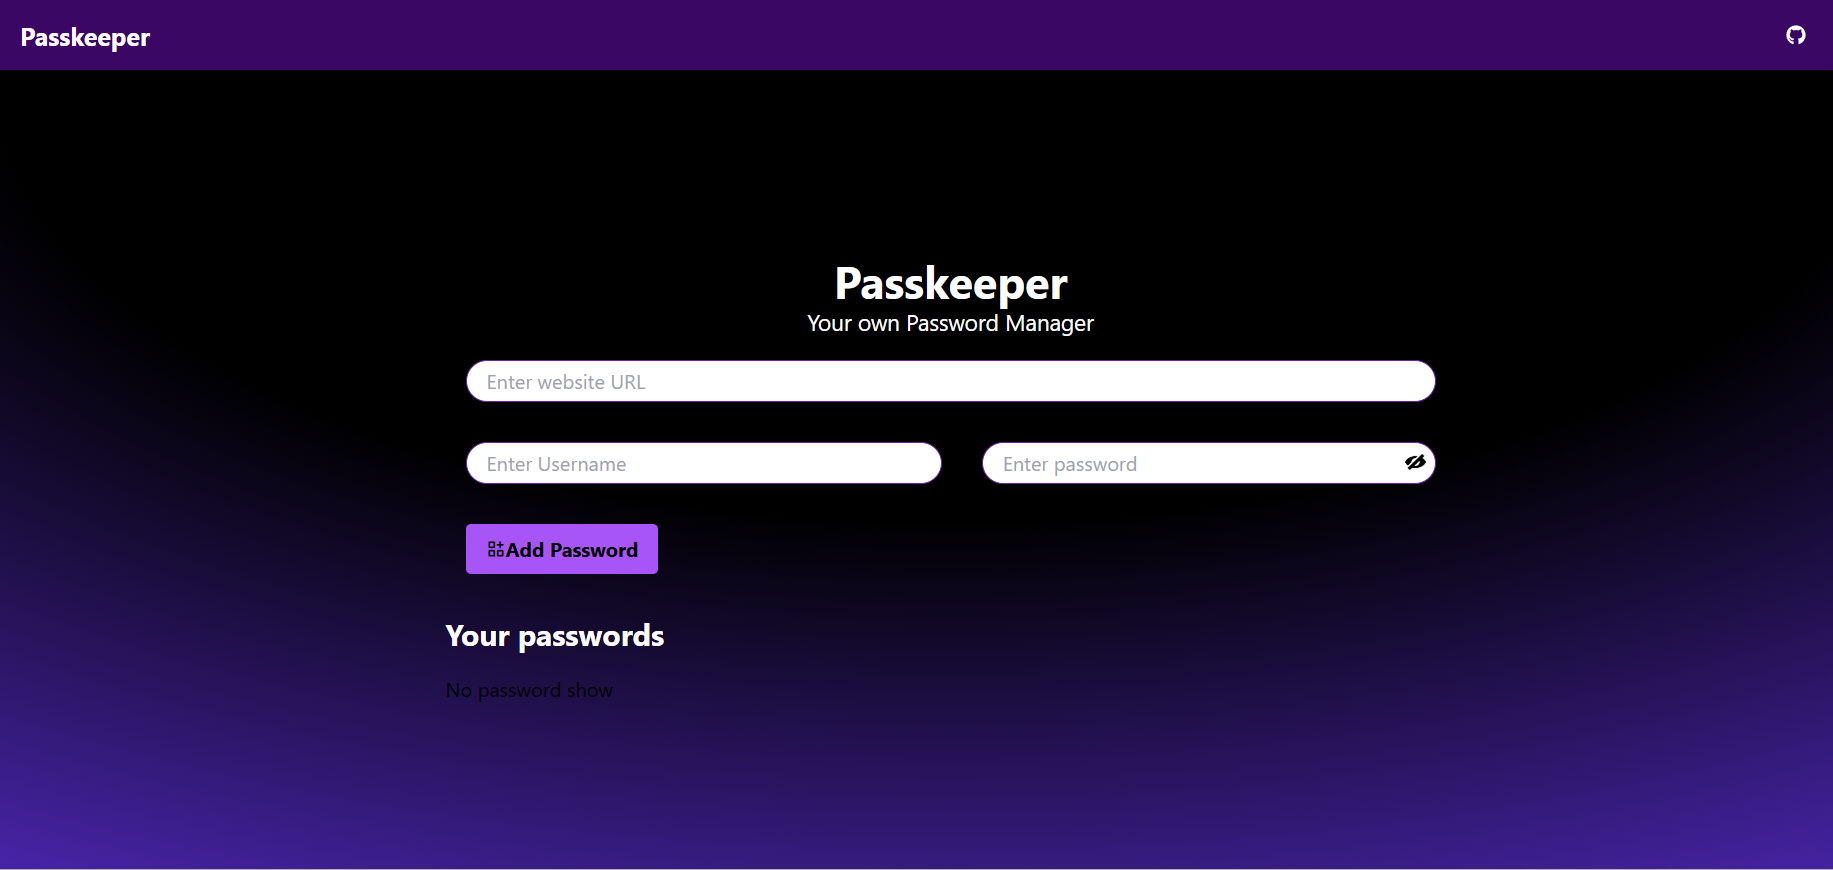 Passkeeper
Passkeeper
Your own Password Manager
Enter website URL
Enter Username
Enter password
Add Password
Your passwords
No password show